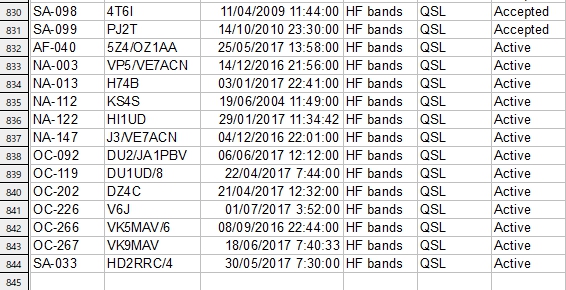 830 SA-098 4T6I 11/04/2009 11:44:00 HF bands QSL Accepted
831 SA-099 PJ2T 14/10/2010 23:30:00 HF bands QSL Accepted
832 AF-040 5Z4/OZ1AA 25/05/2017 13:58:00 HF bands QSL Active
833 NA-003 VP5/VE7ACN 14/12/2016 21:56:00 HF bands QSL Active
834 NA-013 H74B 03/01/2017 22:41:00 HF bands QSL Active
835 NA-112 KS4S 19/06/2004 11:49:00 HF bands QSL Active
836 NA-122 HI1UD 29/01/2017 11:34:42 HF bands QSL Active
837 NA-147 J3/VE7ACN 04/12/2016 22:01:00 HF bands QSL Active
838 OC-092 DU2/JA1PBV 06/06/2017 12:12:00 HF bands QSL Active
839 OC-119 DU1UD/8 22/04/2017 7:44:00 HF bands QSL Active
840 OC-202 DZ4C 21/04/2017 12:32:00 HF bands QSL Active
841 OC-226 V6J 01/07/2017 3:52:00 HF bands QSL Active
842 OC-266 VK5MAV/6 08/09/2016 22:44:00 HF bands QSL Active
843 OC-267 VK9MAV 18/06/2017 7:40:33 HF bands QSL Active
844 SA-033 HD2RRC/4 30/05/2017 7:30:00 HF bands QSL Active
845